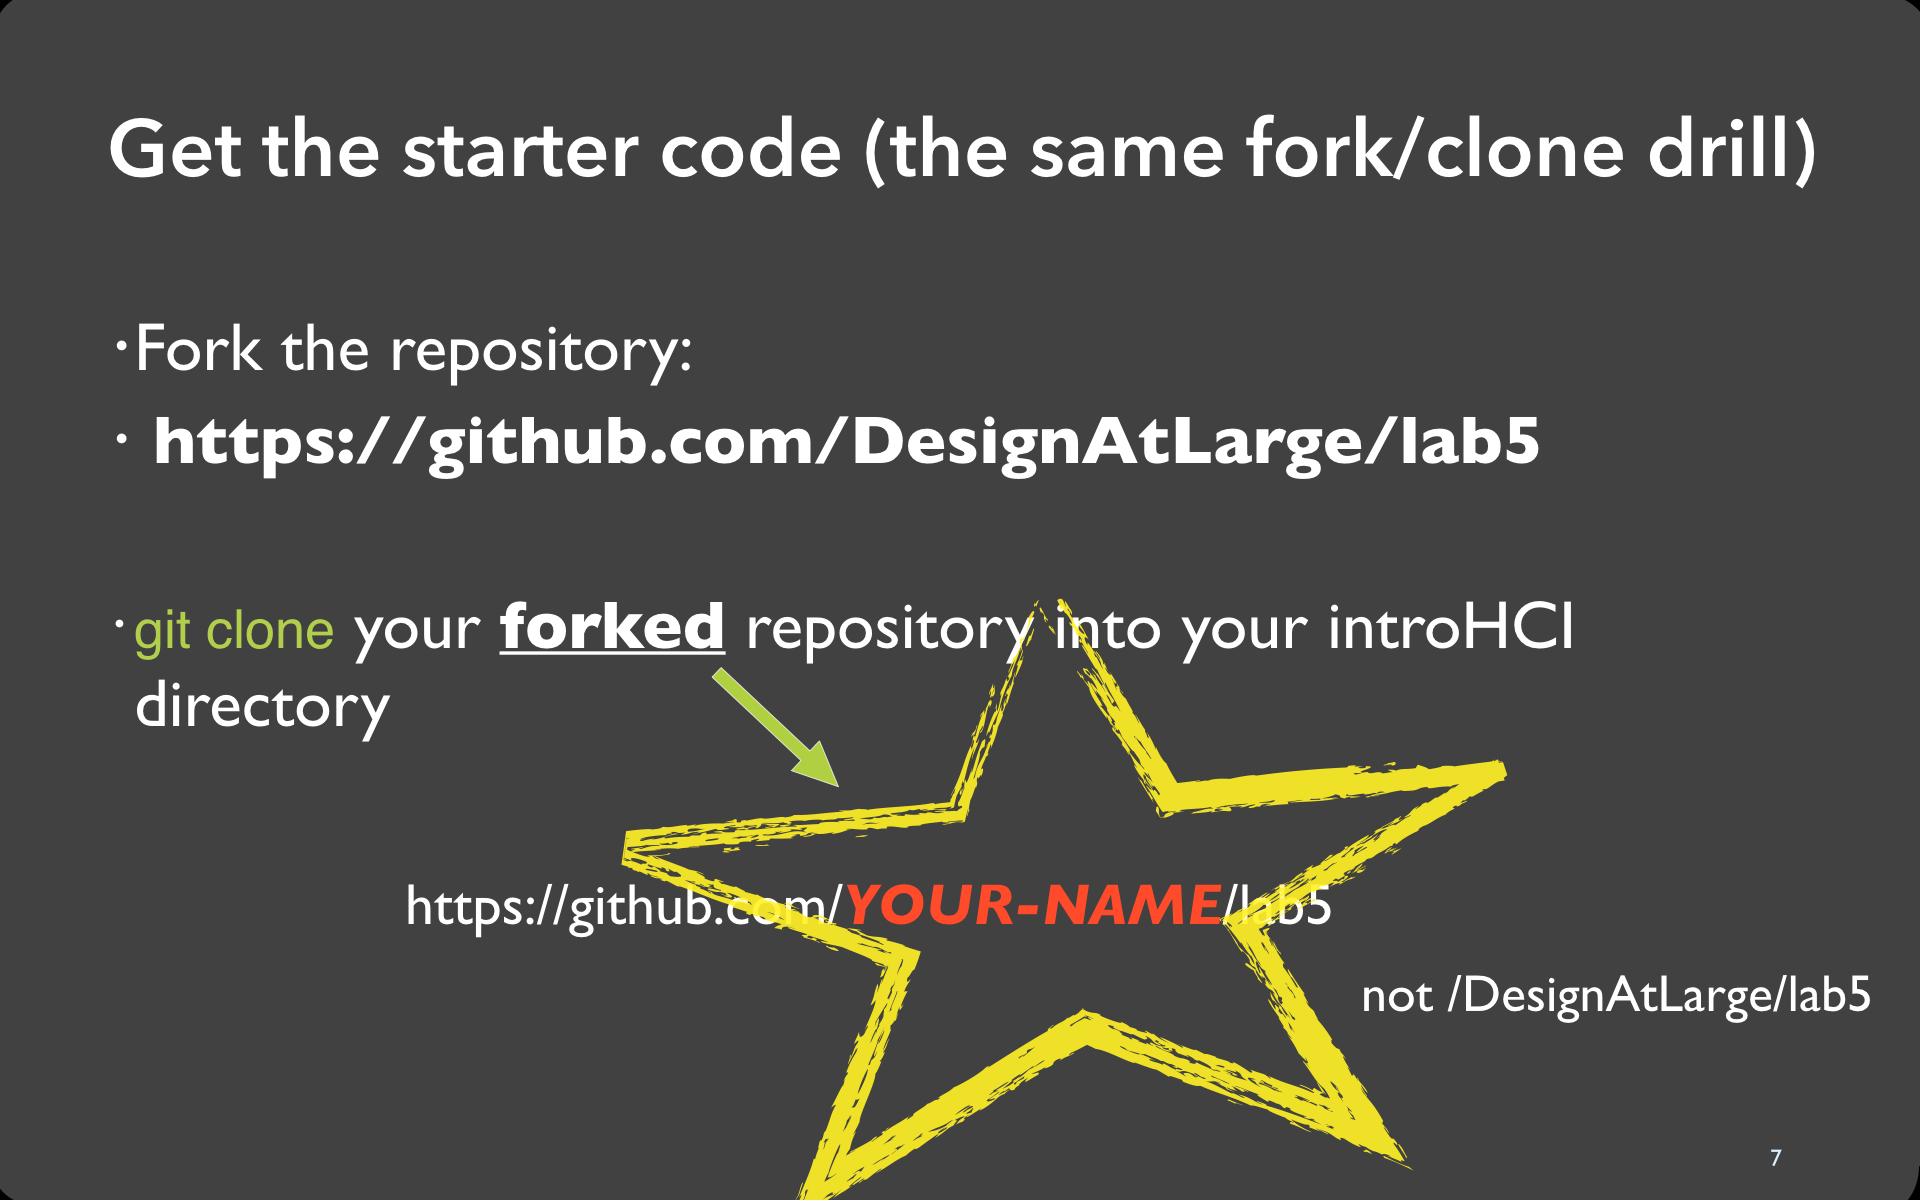 Get the starter code (the same fork/clone drill)
• Fork the repository:
• https://github.com/DesignAtLarge/lab5
• git clone your forked repository into your introHCI
directory
https://github.com/YOUR-NAME/lab5
not /DesignAtLarge/lab5
7